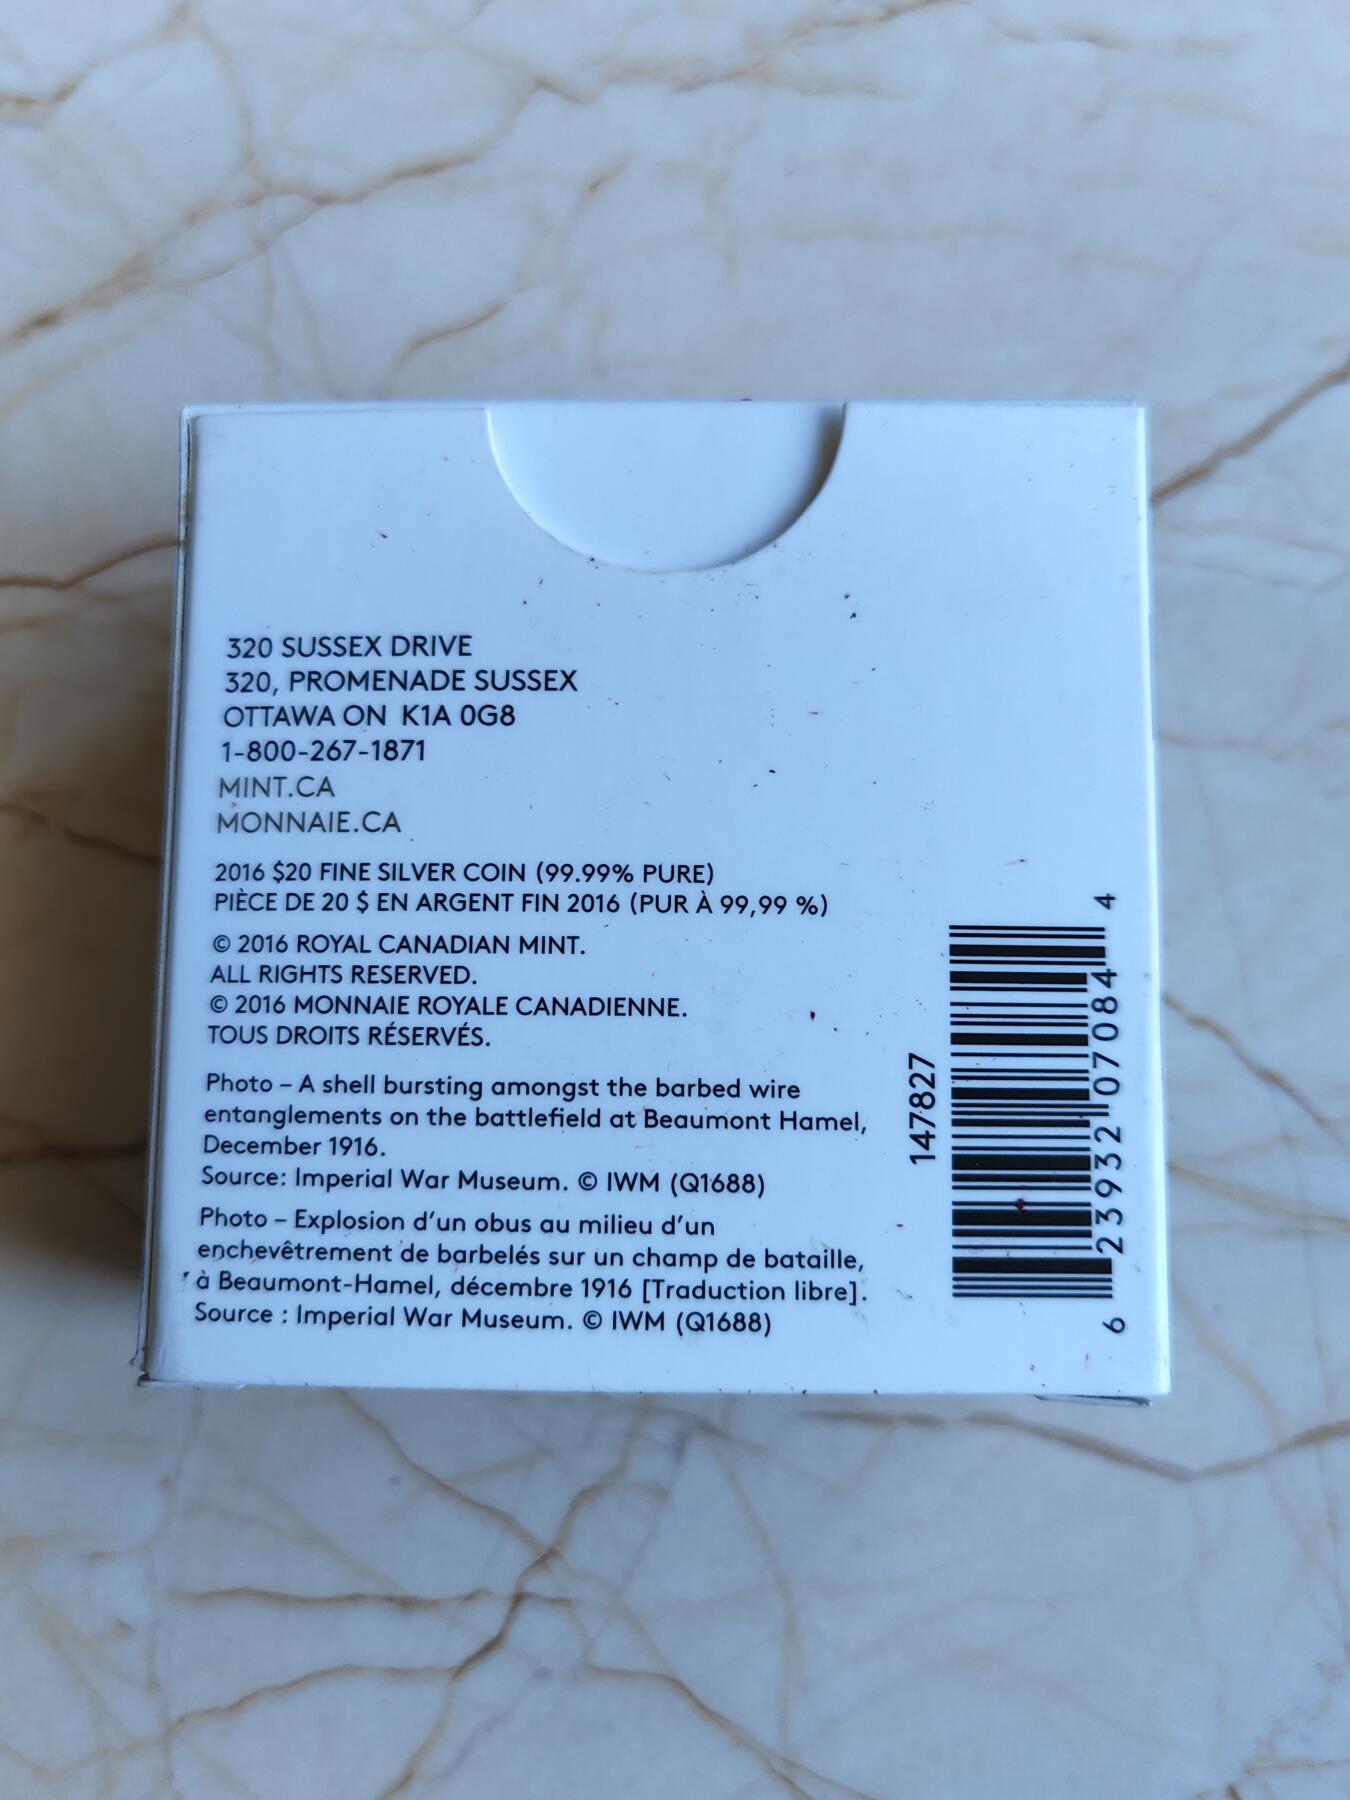 320 SUSSEX DRIVE
320, PROMENADE SUSSEX
OTTAWA ON K1A 0G8
1-800-267-1871
MINT.CA
MONNAIE.CA
2016 $20 FINE SILVER COIN (99.99% PURE)
PIÈCE DE 20 $ EN ARGENT FIN 2016 (PUR À 99,99 %)
© 2016 ROYAL CANADIAN MINT.
ALL RIGHTS RESERVED.
© 2016 MONNAIE ROYALE CANADIENNE.
TOUS DROITS RÉSERVÉS.
Photo – A shell bursting amongst the barbed wire
entanglements on the battlefield at Beaumont Hamel,
December 1916.
Source: Imperial War Museum. © IWM (Q1688)
Photo – Explosion d'un obus au milieu d'un
enchevêtrement de barbelés sur un champ de bataille,
à Beaumont-Hamel, décembre 1916 [Traduction libre].
Source : Imperial War Museum. © IWM (Q1688)
147827
6 23932 07084 4